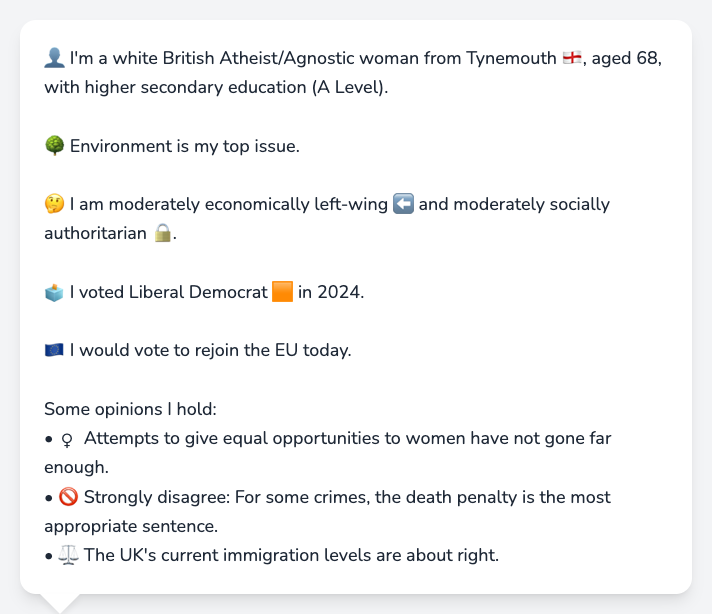 👤 I'm a white British Atheist/Agnostic woman from Tynemouth 🏴󠁧󠁢󠁥󠁮󠁧󠁿, aged 68,
with higher secondary education (A Level).
🌳 Environment is my top issue.
🤔 I am moderately economically left-wing ⬅️ and moderately socially
authoritarian 🔒.
🗳️ I voted Liberal Democrat 🟧 in 2024.
🇪🇺 I would vote to rejoin the EU today.
Some opinions I hold:
• ♀ Attempts to give equal opportunities to women have not gone far
enough.
• 🚫 Strongly disagree: For some crimes, the death penalty is the most
appropriate sentence.
• ⚖️ The UK's current immigration levels are about right.